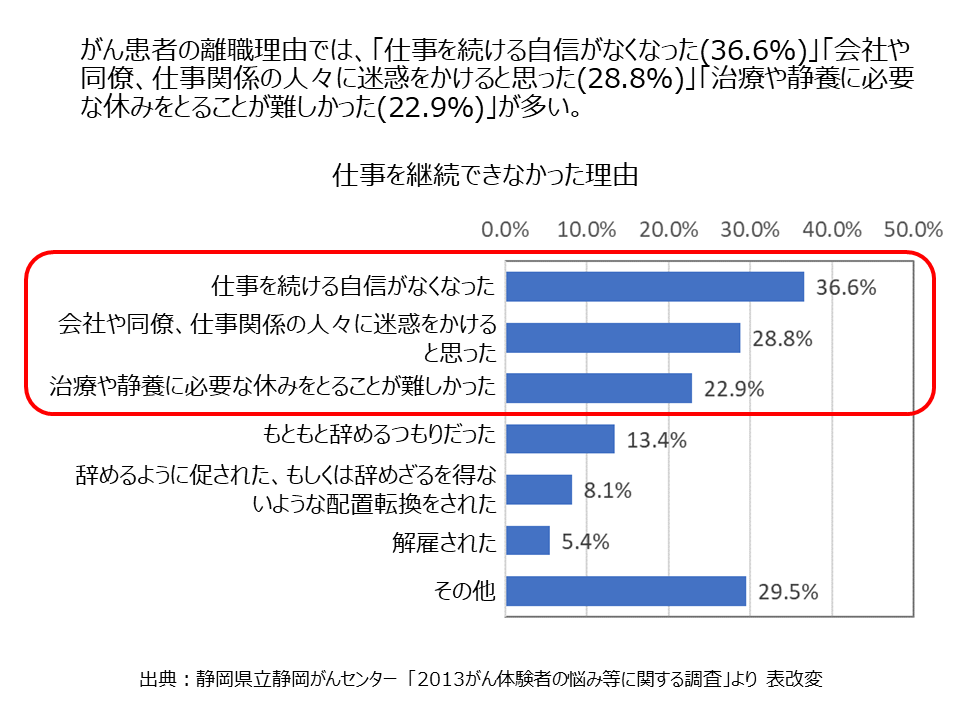 がん患者の離職理由では、「仕事を続ける自信がなくなった(36.6%)」「会社や
同僚、仕事関係の人々に迷惑をかけると思った(28.8%)」「治療や静養に必要
な休みをとることが難しかった(22.9%)」が多い。
仕事を継続できなかった理由
0.0% 10.0% 20.0% 30.0% 40.0% 50.0%
仕事を続ける自信がなくなった 36.6%
会社や同僚、仕事関係の人々に迷惑をかける
と思った 28.8%
治療や静養に必要な休みをとることが難しかった 22.9%
もともと辞めるつもりだった 13.4%
辞めるように促された、もしくは辞めざるを得な
いような配置転換をされた 8.1%
解雇された 5.4%
その他 29.5%
出典：静岡県立静岡がんセンター 「2013がん体験者の悩み等に関する調査」より 表改変